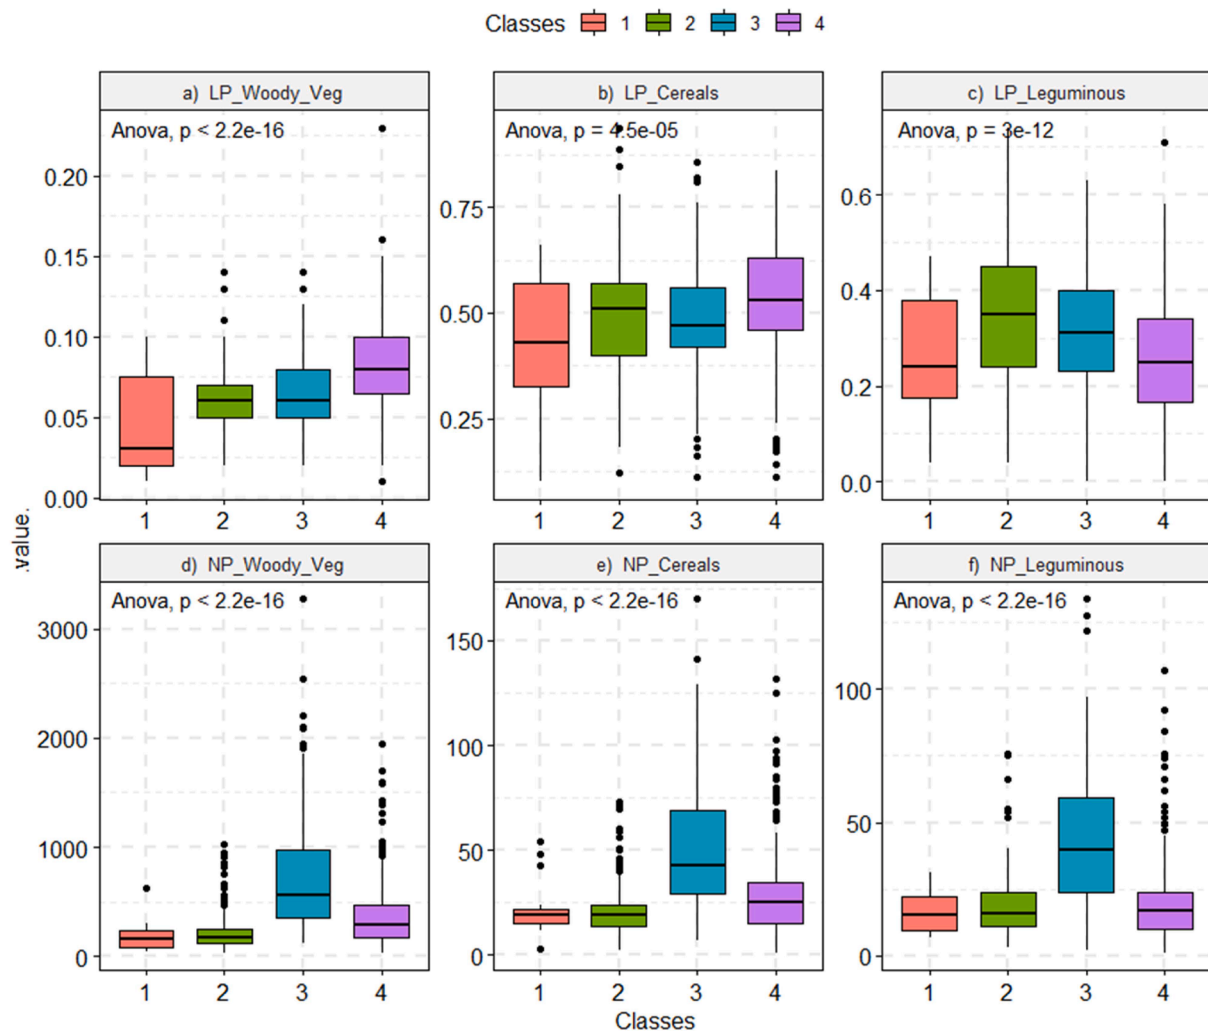 Classes 1 2 3 4
a) LP_Woody_Veg
Anova, p < 2.2e-16
0.20
0.15
0.10
0.05
0.00
1 2 3 4
b) LP_Cereals
Anova, p = 4.5e-05
0.75
0.50
0.25
1 2 3 4
c) LP_Leguminous
Anova, p = 3e-12
0.6
0.4
0.2
0.0
1 2 3 4
.value.
d) NP_Woody_Veg
Anova, p < 2.2e-16
3000
2000
1000
0
1 2 3 4
e) NP_Cereals
Anova, p < 2.2e-16
150
100
50
0
1 2 3 4
f) NP_Leguminous
Anova, p < 2.2e-16
100
50
0
1 2 3 4
Classes